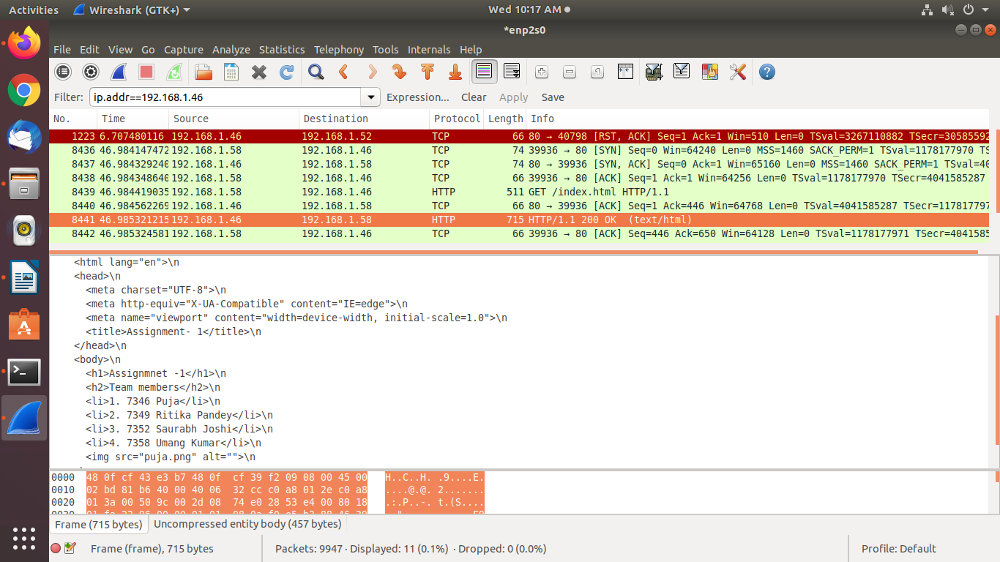 Activities Wireshark (GTK+) Wed 10:17 AM
*enp2s0
File Edit View Go Capture Analyze Statistics Telephony Tools Internals Help
Filter: ip.addr==192.168.1.46 Expression... Clear Apply Save
No. Time Source Destination Protocol Length Info
1223 6.707480116 192.168.1.46 192.168.1.52 TCP 66 80 → 40798 [RST, ACK] Seq=1 Ack=1 Win=510 Len=0 TSval=3267110882 TSecr=30585592
8436 46.984147472 192.168.1.58 192.168.1.46 TCP 74 39936 → 80 [SYN] Seq=0 Win=64240 Len=0 MSS=1460 SACK_PERM=1 TSval=1178177970 TS
8437 46.984329240 192.168.1.46 192.168.1.58 TCP 74 80 → 39936 [SYN, ACK] Seq=0 Ack=1 Win=65160 Len=0 MSS=1460 SACK_PERM=1 TSval=40
8438 46.984348640 192.168.1.58 192.168.1.46 TCP 66 39936 → 80 [ACK] Seq=1 Ack=1 Win=64256 Len=0 TSval=1178177970 TSecr=4041585287
8439 46.984419035 192.168.1.58 192.168.1.46 HTTP 511 GET /index.html HTTP/1.1
8440 46.984562269 192.168.1.46 192.168.1.58 TCP 66 80 → 39936 [ACK] Seq=1 Ack=446 Win=64768 Len=0 TSval=4041585287 TSecr=117817797
8441 46.985321215 192.168.1.46 192.168.1.58 HTTP 715 HTTP/1.1 200 OK (text/html)
8442 46.985324581 192.168.1.58 192.168.1.46 TCP 66 39936 → 80 [ACK] Seq=446 Ack=650 Win=64128 Len=0 TSval=1178177971 TSecr=4041585
<html lang="en">\n
<head>\n
<meta charset="UTF-8">\n
<meta http-equiv="X-UA-Compatible" content="IE=edge">\n
<meta name="viewport" content="width=device-width, initial-scale=1.0">\n
<title>Assignment- 1</title>\n
</head>\n
<body>\n
<h1>Assignmnet -1</h1>\n
<h2>Team members</h2>\n
<li>1. 7346 Puja</li>\n
<li>2. 7349 Ritika Pandey</li>\n
<li>3. 7352 Saurabh Joshi</li>\n
<li>4. 7358 Umang Kumar</li>\n
<img src="puja.png" alt="">\n
0000 48 0f cf 43 e3 b7 48 0f cf 39 f2 09 08 00 45 00 H..C..H. .9....E.
0010 02 bd 81 b6 40 00 40 06 32 cc c0 a8 01 2e c0 a8 ....@.@. 2.......
0020 01 3a 00 50 9c 00 2d 08 74 e0 28 53 e4 00 80 18 .:.P..-. t.(S....
Frame (715 bytes) Uncompressed entity body (457 bytes)
Frame (frame), 715 bytes Packets: 9947 · Displayed: 11 (0.1%) · Dropped: 0 (0.0%) Profile: Default